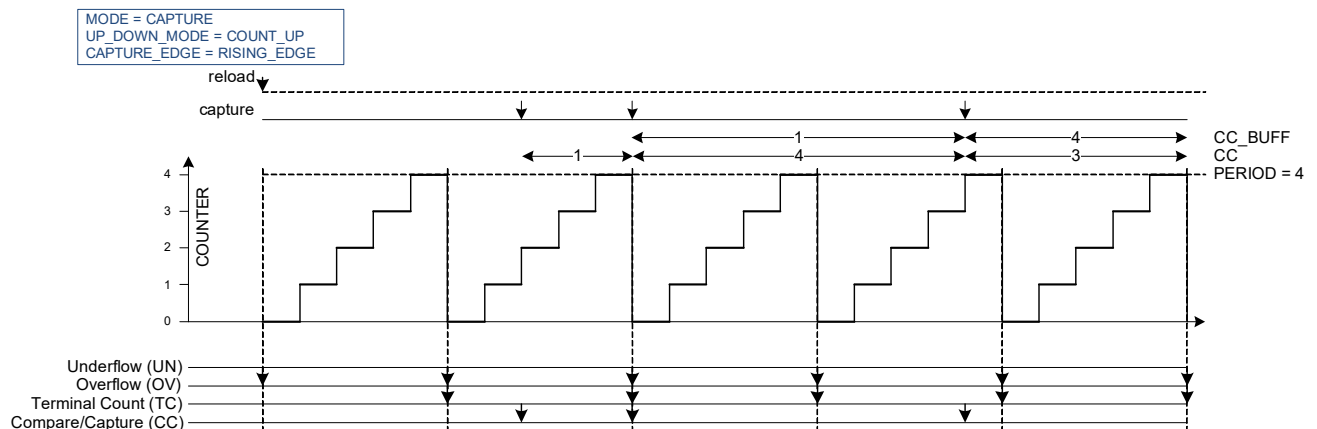 MODE = CAPTURE
UP_DOWN_MODE = COUNT_UP
CAPTURE_EDGE = RISING_EDGE
reload
capture
1 4 CC_BUFF
1 4 3 CC
4 PERIOD = 4
3
COUNTER
2
1
0
Underflow (UN)
Overflow (OV)
Terminal Count (TC)
Compare/Capture (CC)